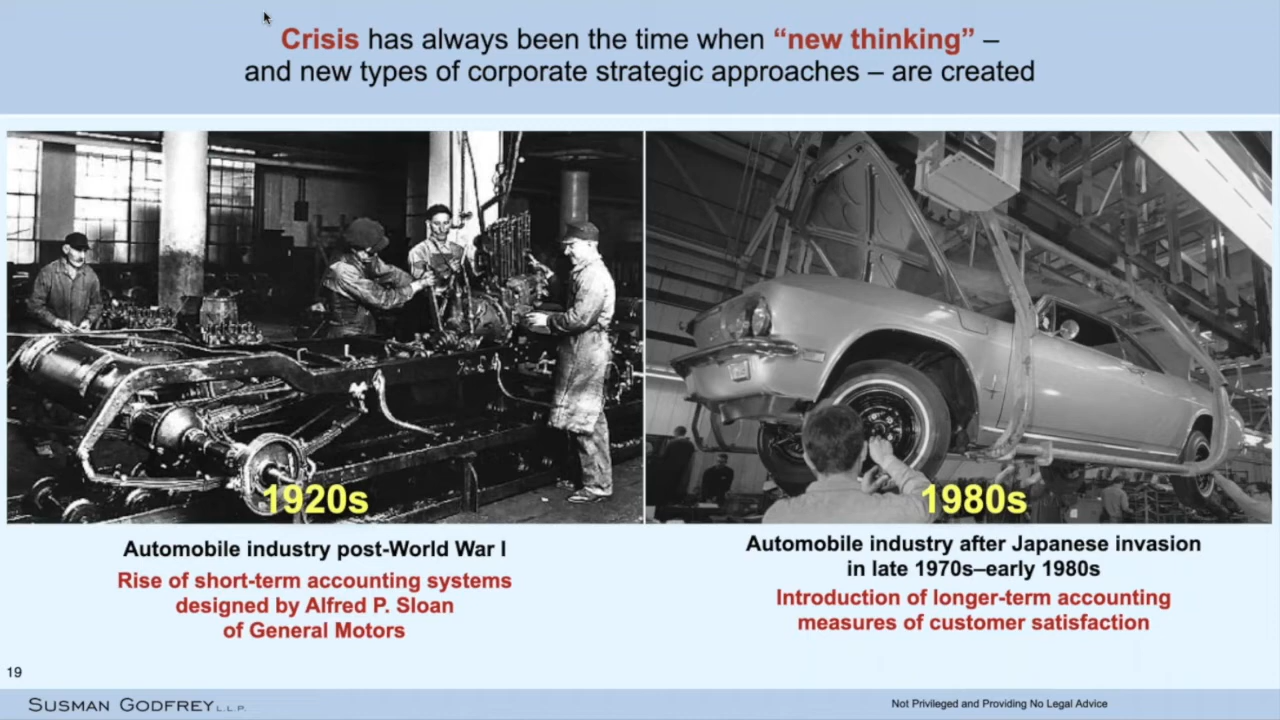 Crisis has always been the time when “new thinking” –
and new types of corporate strategic approaches – are created
1920s
1980s
Automobile industry post-World War I
Rise of short-term accounting systems
designed by Alfred P. Sloan
of General Motors
Automobile industry after Japanese invasion
in late 1970s–early 1980s
Introduction of longer-term accounting
measures of customer satisfaction
19
SUSMAN GODFREY L.L.P.
Not Privileged and Providing No Legal Advice